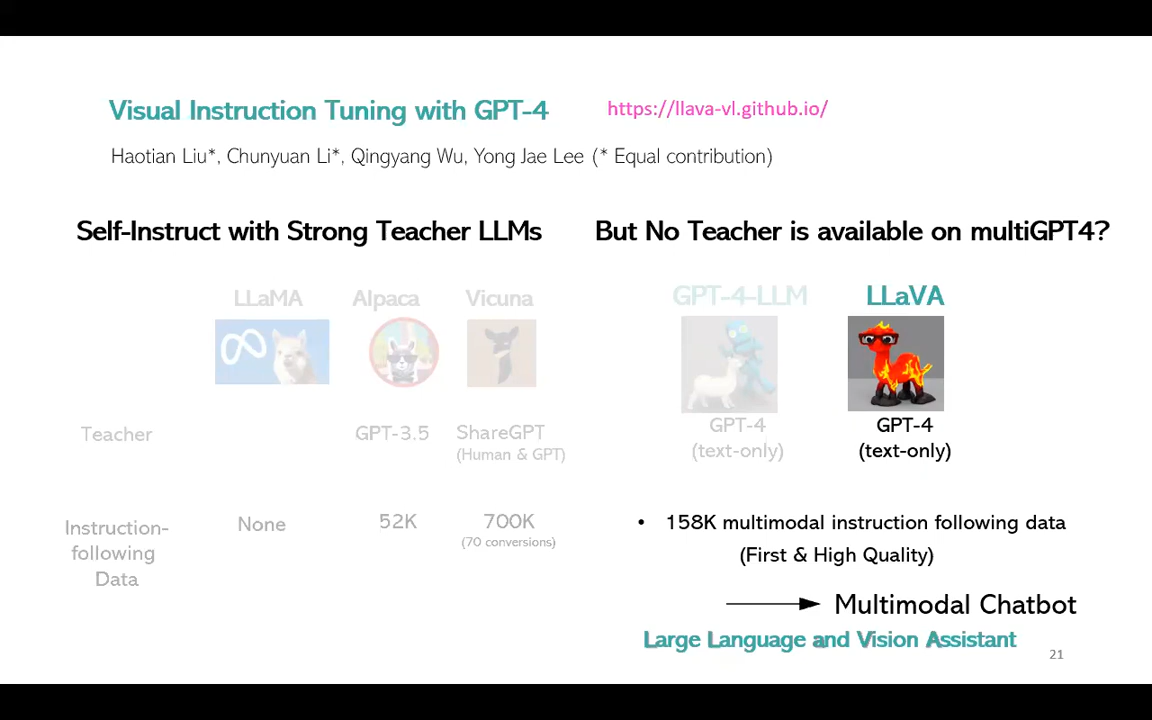 Visual Instruction Tuning with GPT-4
https://llava-vl.github.io/
Haotian Liu*, Chunyuan Li*, Qingyang Wu, Yong Jae Lee (* Equal contribution)
Self-Instruct with Strong Teacher LLMs
But No Teacher is available on multiGPT4?
LLaMA
Alpaca
Vicuna
GPT-4-LLM
LLaVA
Teacher
GPT-3.5
ShareGPT
(Human & GPT)
GPT-4
(text-only)
GPT-4
(text-only)
Instruction-
following
Data
None
52K
700K
(70 conversions)
• 158K multimodal instruction following data
(First & High Quality)
Multimodal Chatbot
Large Language and Vision Assistant
21